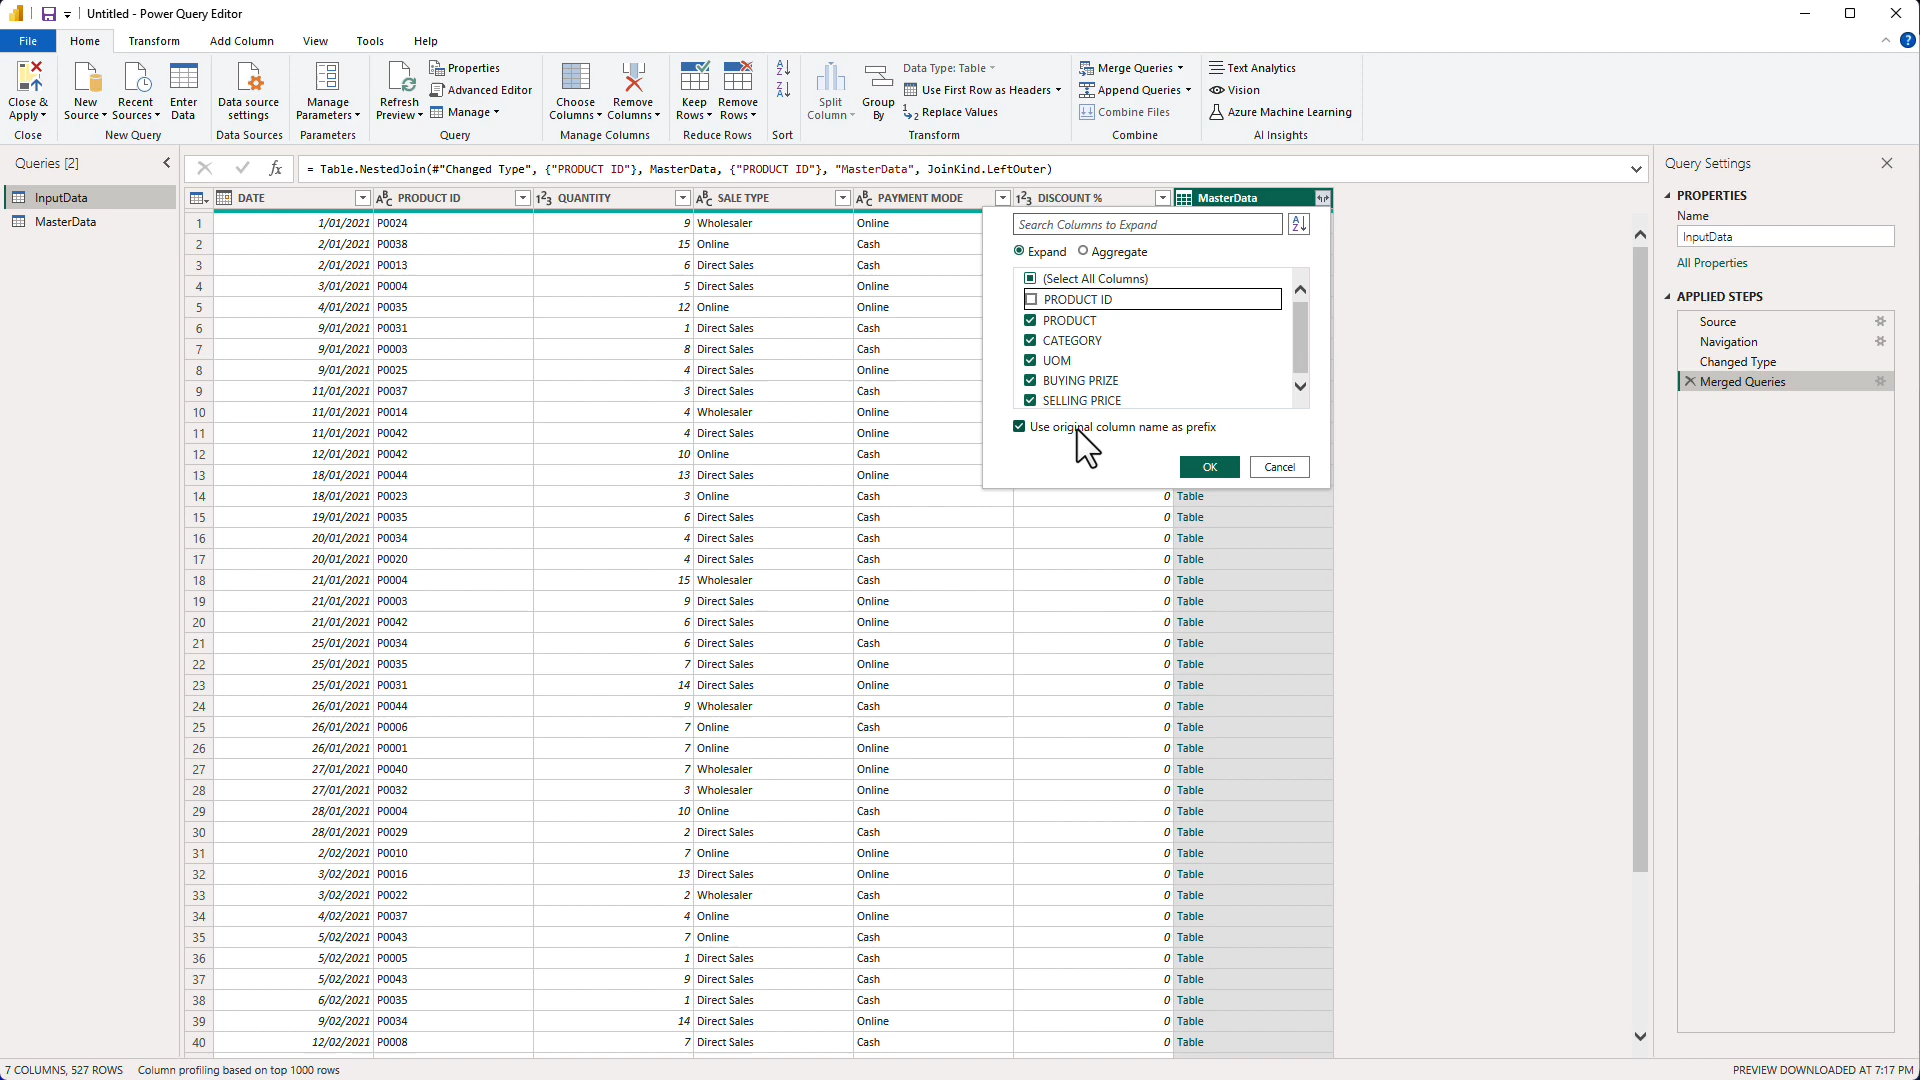 Untitled - Power Query Editor
File Home Transform Add Column View Tools Help
Close & Apply
New Source
Recent Sources
Enter Data
Data source settings
Manage Parameters
Refresh Preview
Properties
Advanced Editor
Manage
Choose Columns
Remove Columns
Keep Rows
Remove Rows
Split Column
Group By
Data Type: Table
Use First Row as Headers
Replace Values
Merge Queries
Append Queries
Combine Files
Text Analytics
Vision
Azure Machine Learning
Close New Query Data Sources Parameters Query Manage Columns Reduce Rows Sort Transform Combine AI Insights
Queries [2]
InputData
MasterData
fx = Table.NestedJoin(#"Changed Type", {"PRODUCT ID"}, MasterData, {"PRODUCT ID"}, "MasterData", JoinKind.LeftOuter)
DATE ABC PRODUCT ID 123 QUANTITY ABC SALE TYPE ABC PAYMENT MODE 123 DISCOUNT % MasterData
1 1/01/2021 P0024 9 Wholesaler Online
2 2/01/2021 P0038 15 Online Cash
3 2/01/2021 P0013 6 Direct Sales Cash
4 3/01/2021 P0004 5 Direct Sales Cash
5 4/01/2021 P0035 12 Online Online
6 9/01/2021 P0031 1 Direct Sales Cash
7 9/01/2021 P0003 8 Direct Sales Cash
8 9/01/2021 P0025 4 Direct Sales Online
9 11/01/2021 P0037 3 Direct Sales Cash
10 11/01/2021 P0014 4 Wholesaler Online
11 11/01/2021 P0042 4 Direct Sales Online
12 12/01/2021 P0042 10 Online Cash
13 18/01/2021 P0044 13 Direct Sales Online
14 18/01/2021 P0023 3 Online Cash 0 Table
15 19/01/2021 P0035 6 Direct Sales Cash 0 Table
16 20/01/2021 P0034 4 Direct Sales Cash 0 Table
17 20/01/2021 P0020 4 Direct Sales Cash 0 Table
18 21/01/2021 P0004 15 Wholesaler Cash 0 Table
19 21/01/2021 P0003 9 Direct Sales Online 0 Table
20 21/01/2021 P0042 6 Direct Sales Online 0 Table
21 25/01/2021 P0034 6 Direct Sales Cash 0 Table
22 25/01/2021 P0035 7 Direct Sales Online 0 Table
23 25/01/2021 P0031 14 Direct Sales Online 0 Table
24 26/01/2021 P0044 9 Wholesaler Cash 0 Table
25 26/01/2021 P0006 7 Online Cash 0 Table
26 26/01/2021 P0001 7 Online Online 0 Table
27 27/01/2021 P0040 7 Wholesaler Online 0 Table
28 27/01/2021 P0032 3 Wholesaler Online 0 Table
29 28/01/2021 P0004 10 Online Cash 0 Table
30 28/01/2021 P0029 2 Direct Sales Cash 0 Table
31 2/02/2021 P0010 7 Online Online 0 Table
32 3/02/2021 P0016 13 Direct Sales Online 0 Table
33 3/02/2021 P0022 2 Wholesaler Cash 0 Table
34 4/02/2021 P0037 4 Online Online 0 Table
35 5/02/2021 P0043 7 Online Cash 0 Table
36 5/02/2021 P0005 1 Direct Sales Cash 0 Table
37 5/02/2021 P0043 9 Direct Sales Cash 0 Table
38 6/02/2021 P0035 1 Direct Sales Cash 0 Table
39 9/02/2021 P0034 14 Direct Sales Online 0 Table
40 12/02/2021 P0008 7 Direct Sales Cash 0 Table
Search Columns to Expand
Expand Aggregate
(Select All Columns)
PRODUCT ID
PRODUCT
CATEGORY
UOM
BUYING PRIZE
SELLING PRICE
Use original column name as prefix
OK Cancel
Query Settings
PROPERTIES
Name
InputData
All Properties
APPLIED STEPS
Source
Navigation
Changed Type
Merged Queries
7 COLUMNS, 527 ROWS Column profiling based on top 1000 rows PREVIEW DOWNLOADED AT 7:17 PM